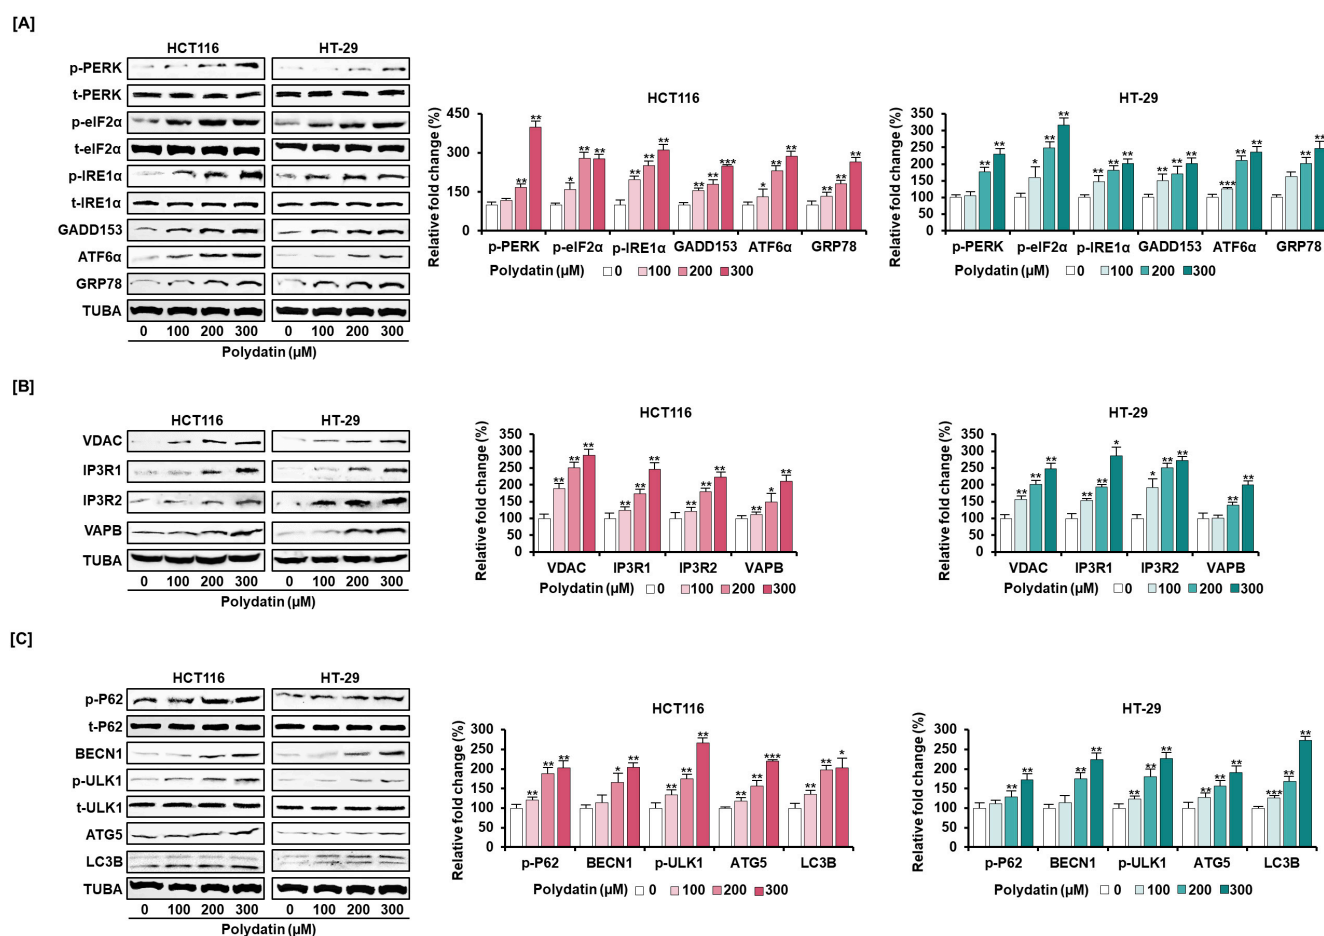 [A]
HCT116 HT-29
p-PERK
t-PERK
p-eIF2α
t-eIF2α
p-IRE1α
t-IRE1α
GADD153
ATF6α
GRP78
TUBA
0 100 200 300 0 100 200 300
Polydatin (µM)
HCT116
Relative fold change (%)
450
300
150
0
** ** * ** ** ** ** ** ** ** *** * ** ** ** ** **
p-PERK p-eIF2α p-IRE1α GADD153 ATF6α GRP78
Polydatin (µM) 0 100 200 300
HT-29
Relative fold change (%)
350
300
250
200
150
100
50
0
** ** * ** ** ** ** ** ** ** ** *** ** ** ** **
p-PERK p-eIF2α p-IRE1α GADD153 ATF6α GRP78
Polydatin (µM) 0 100 200 300
[B]
HCT116 HT-29
VDAC
IP3R1
IP3R2
VAPB
TUBA
0 100 200 300 0 100 200 300
Polydatin (µM)
HCT116
Relative fold change (%)
350
300
250
200
150
100
50
0
** ** ** ** ** ** ** ** ** ** * **
VDAC IP3R1 IP3R2 VAPB
Polydatin (µM) 0 100 200 300
HT-29
Relative fold change (%)
350
300
250
200
150
100
50
0
** ** ** ** ** * * ** ** ** **
VDAC IP3R1 IP3R2 VAPB
Polydatin (µM) 0 100 200 300
[C]
HCT116 HT-29
p-P62
t-P62
BECN1
p-ULK1
t-ULK1
ATG5
LC3B
TUBA
0 100 200 300 0 100 200 300
Polydatin (µM)
HCT116
Relative fold change (%)
300
250
200
150
100
50
0
** ** ** * ** ** ** ** ** ** *** ** ** *
p-P62 BECN1 p-ULK1 ATG5 LC3B
Polydatin (µM) 0 100 200 300
HT-29
Relative fold change (%)
300
250
200
150
100
50
0
** ** ** ** ** ** ** ** ** ** *** ** **
p-P62 BECN1 p-ULK1 ATG5 LC3B
Polydatin (µM) 0 100 200 300